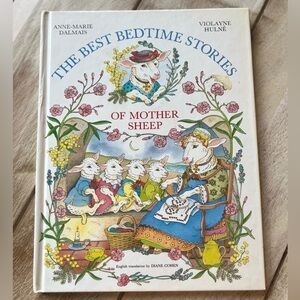 ANNE-MARIE
DALMAIS
VIOLAYNE
HULNÉ
THE BEST BEDTIME STORIES
OF MOTHER
SHEEP
English translation by DIANE COHEN